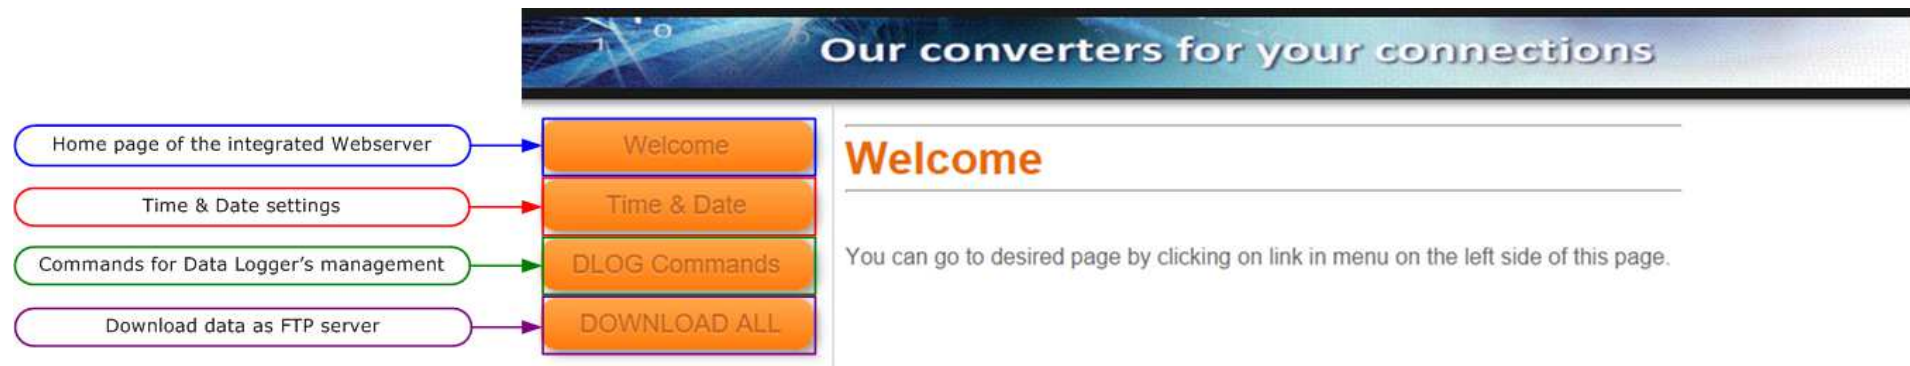 Our converters for your connections
Home page of the integrated Webserver
Welcome
Welcome
Time & Date settings
Time & Date
Commands for Data Logger's management
DLOG Commands
You can go to desired page by clicking on link in menu on the left side of this page.
Download data as FTP server
DOWNLOAD ALL